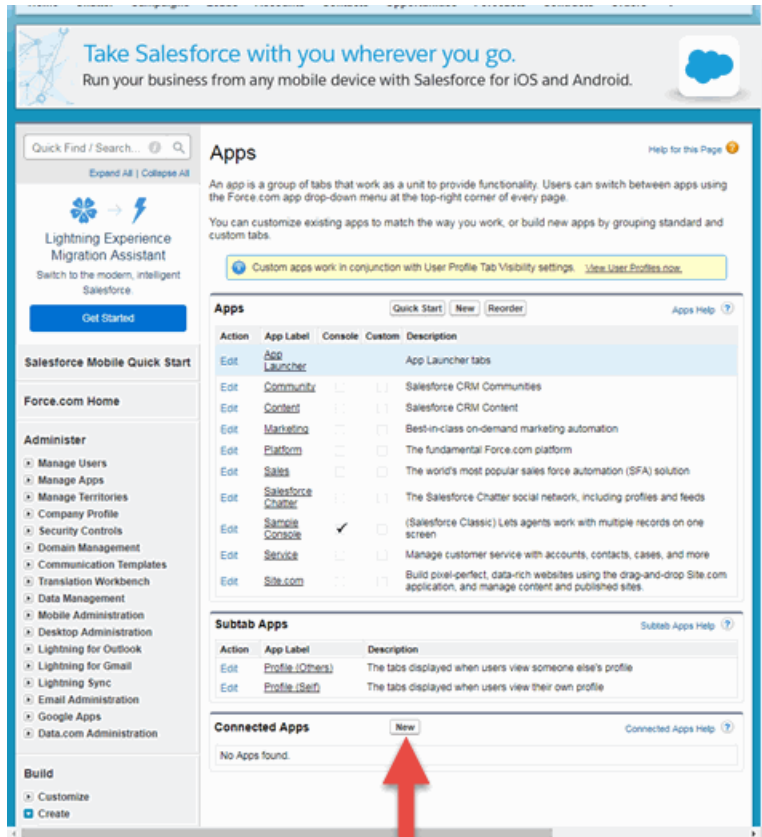 Take Salesforce with you wherever you go.
Run your business from any mobile device with Salesforce for iOS and Android.
Quick Find / Search...
Expand All | Collapse All
Lightning Experience
Migration Assistant
Switch to the modern, intelligent
Salesforce.
Get Started
Salesforce Mobile Quick Start
Force.com Home
Administer
Manage Users
Manage Apps
Manage Territories
Company Profile
Security Controls
Domain Management
Communication Templates
Translation Workbench
Data Management
Mobile Administration
Desktop Administration
Lightning for Outlook
Lightning for Gmail
Lightning Sync
Email Administration
Google Apps
Data.com Administration
Build
Customize
Create
Apps
Help for this Page ?
An app is a group of tabs that work as a unit to provide functionality. Users can switch between apps using
the Force.com app drop-down menu at the top-right corner of every page.
You can customize existing apps to match the way you work, or build new apps by grouping standard and
custom tabs.
Custom apps work in conjunction with User Profile Tab Visibility settings. View User Profiles now.
Apps Quick Start New Reorder Apps Help ?
Action App Label Console Custom Description
Edit App Launcher App Launcher tabs
Edit Community Salesforce CRM Communities
Edit Content Salesforce CRM Content
Edit Marketing Best-in-class on-demand marketing automation
Edit Platform The fundamental Force.com platform
Edit Sales The world's most popular sales force automation (SFA) solution
Edit Salesforce Chatter The Salesforce Chatter social network, including profiles and feeds
Edit Sample Console (Salesforce Classic) Lets agents work with multiple records on one
screen
Edit Service Manage customer service with accounts, contacts, cases, and more
Edit Site.com Build pixel-perfect, data-rich websites using the drag-and-drop Site.com
application, and manage content and published sites.
Subtab Apps Subtab Apps Help ?
Action App Label Description
Edit Profile (Others) The tabs displayed when users view someone else's profile
Edit Profile (Self) The tabs displayed when users view their own profile
Connected Apps New Connected Apps Help ?
No Apps found.